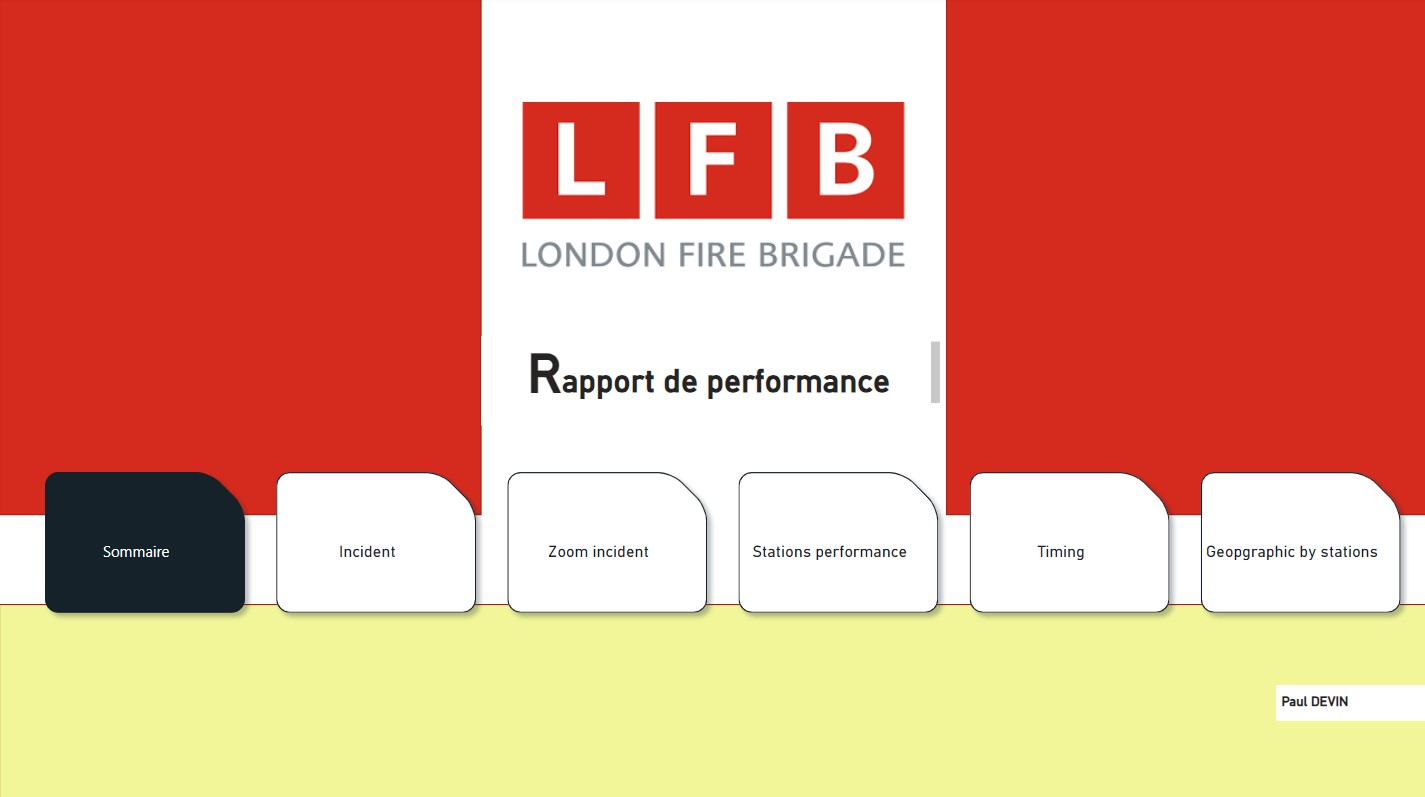 L F B
LONDON FIRE BRIGADE
Rapport de performance
Sommaire
Incident
Zoom incident
Stations performance
Timing
Geopgraphic by stations
Paul DEVIN